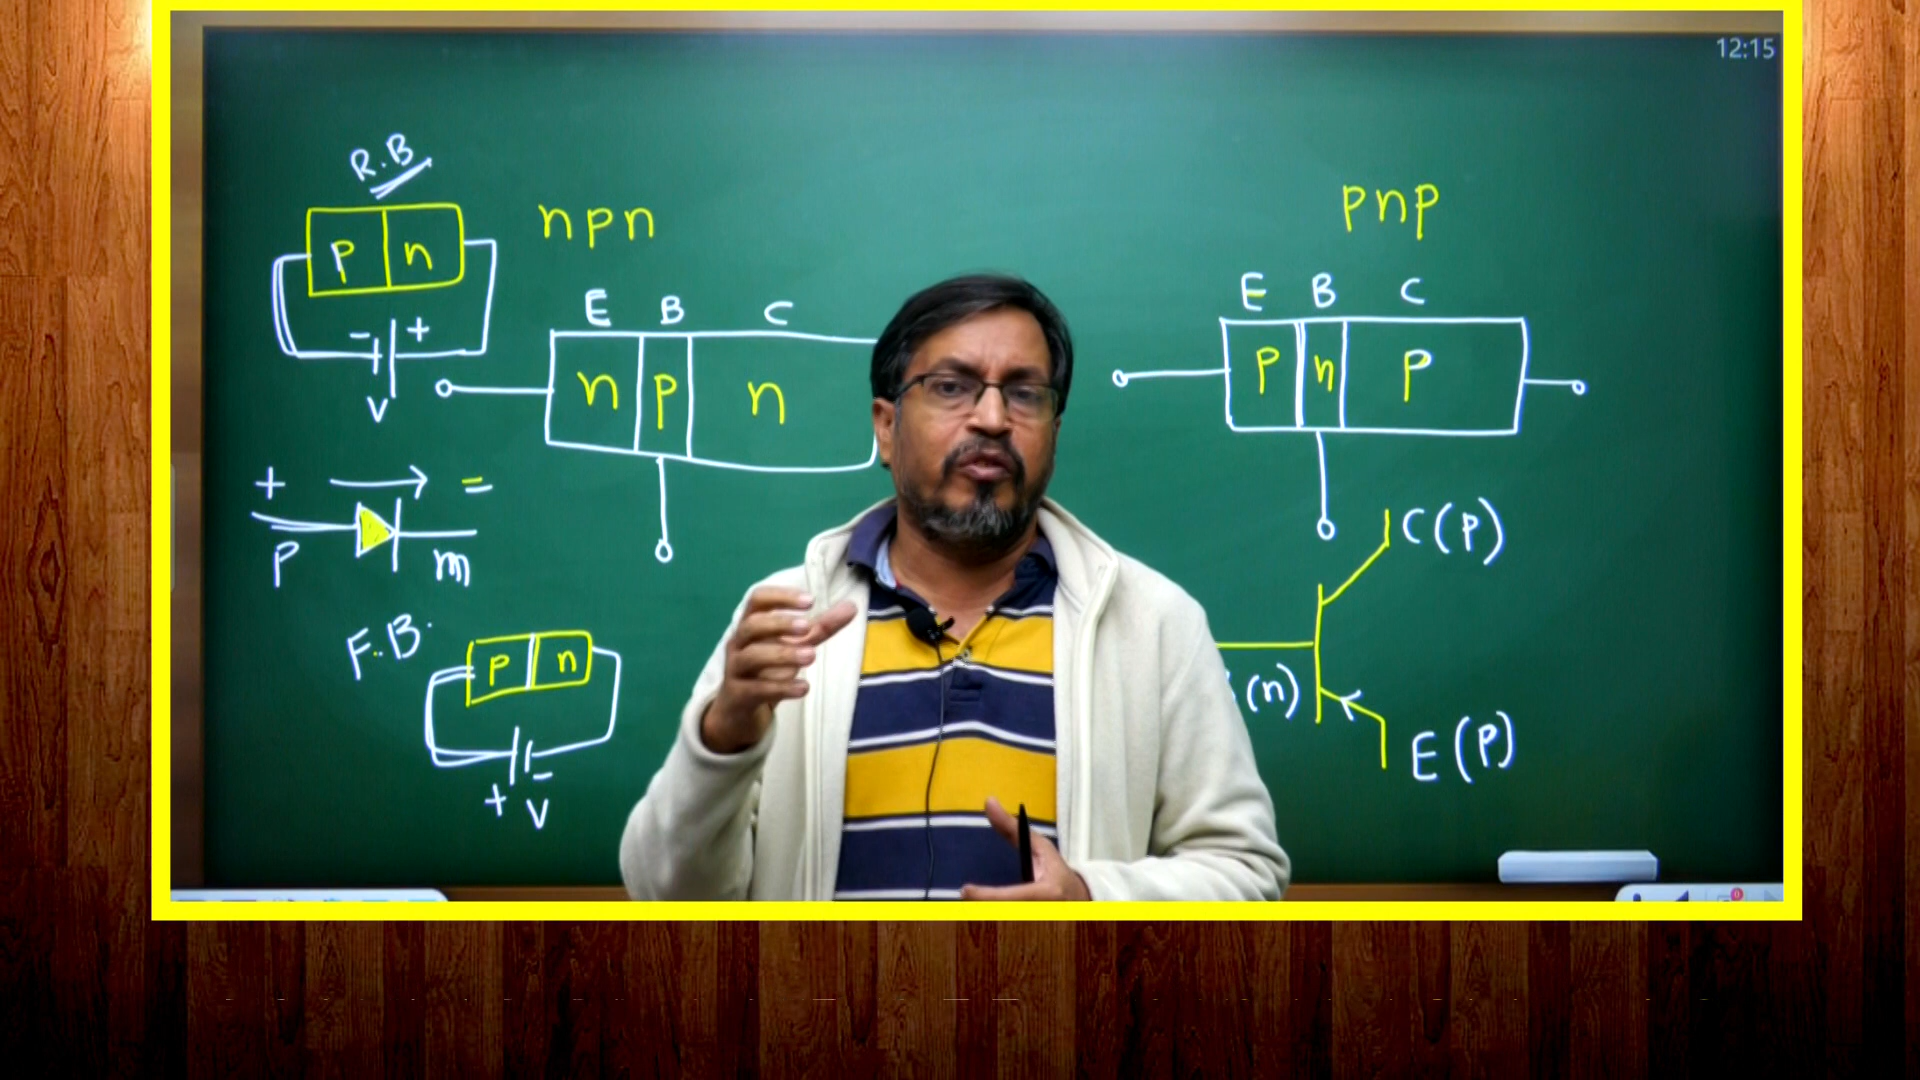 12:15
R.B
p n
- +
V
+ =
p n
F.B.
p n
+ -
V
npn
E B C
n p n
pnp
E B C
p n p
C(P)
(n)
E(P)